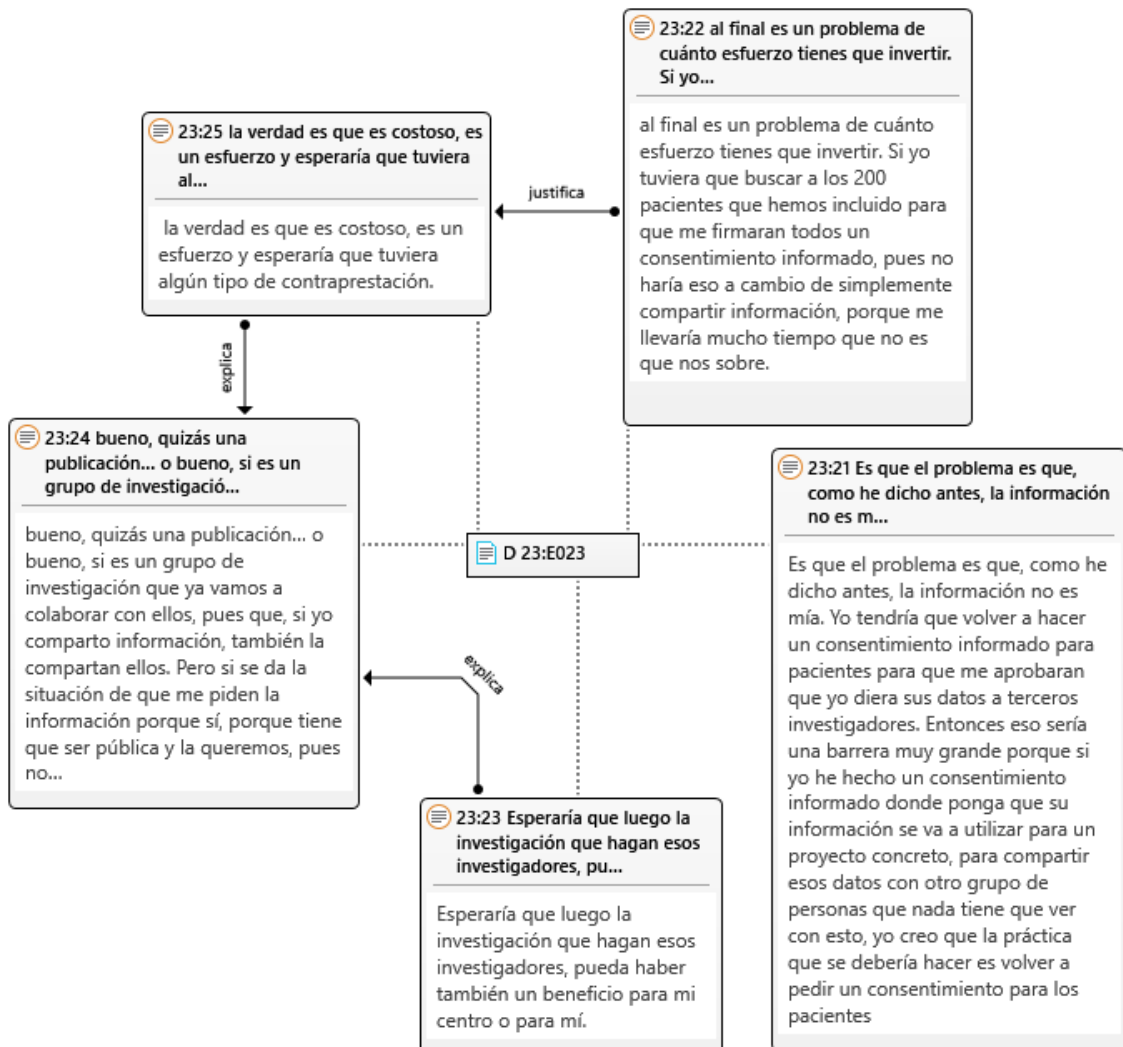 23:22 al final es un problema de
cuánto esfuerzo tienes que invertir.
Si yo...
al final es un problema de cuánto
esfuerzo tienes que invertir. Si yo
tuviera que buscar a los 200
pacientes que hemos incluido para
que me firmaran todos un
consentimiento informado, pues no
haría eso a cambio de simplemente
compartir información, porque me
llevaría mucho tiempo que no es
que nos sobre.
23:25 la verdad es que es costoso, es
un esfuerzo y esperaría que tuviera
al...
la verdad es que es costoso, es un
esfuerzo y esperaría que tuviera
algún tipo de contraprestación.
justifica
explica
23:24 bueno, quizás una
publicación... o bueno, si es un
grupo de investigació...
bueno, quizás una publicación... o
bueno, si es un grupo de
investigación que ya vamos a
colaborar con ellos, pues que, si yo
comparto información, también la
compartan ellos. Pero si se da la
situación de que me piden la
información porque sí, porque tiene
que ser pública y la queremos, pues
no...
D 23:E023
23:21 Es que el problema es que,
como he dicho antes, la información
no es m...
Es que el problema es que, como he
dicho antes, la información no es
mía. Yo tendría que volver a hacer
un consentimiento informado para
pacientes para que me aprobaran
que yo diera sus datos a terceros
investigadores. Entonces eso sería
una barrera muy grande porque si
yo he hecho un consentimiento
informado donde ponga que su
información se va a utilizar para un
proyecto concreto, para compartir
esos datos con otro grupo de
personas que nada tiene que ver
con esto, yo creo que la práctica
que se debería hacer es volver a
pedir un consentimiento para los
pacientes
explica
23:23 Esperaría que luego la
investigación que hagan esos
investigadores, pu...
Esperaría que luego la
investigación que hagan esos
investigadores, pueda haber
también un beneficio para mi
centro o para mí.